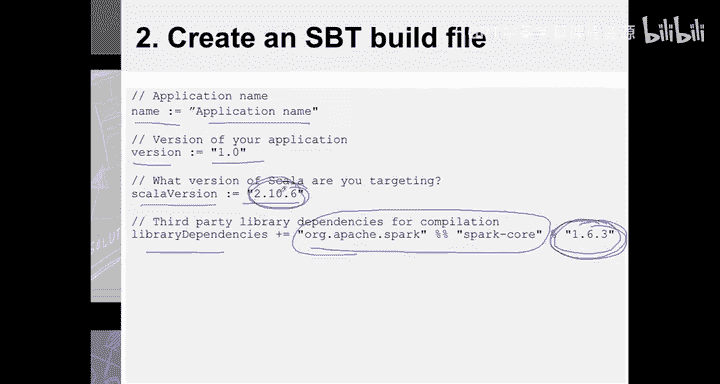 2. Create an SBT build file
bilibili
// Application name
name := ”Application name"
// Version of your application
version := "1.0"
// What version of Scala are you targeting?
scalaVersion := "2.10.6"
// Third party library dependencies for compilation
libraryDependencies += "org.apache.spark" %% "spark-core" % "1.6.3"